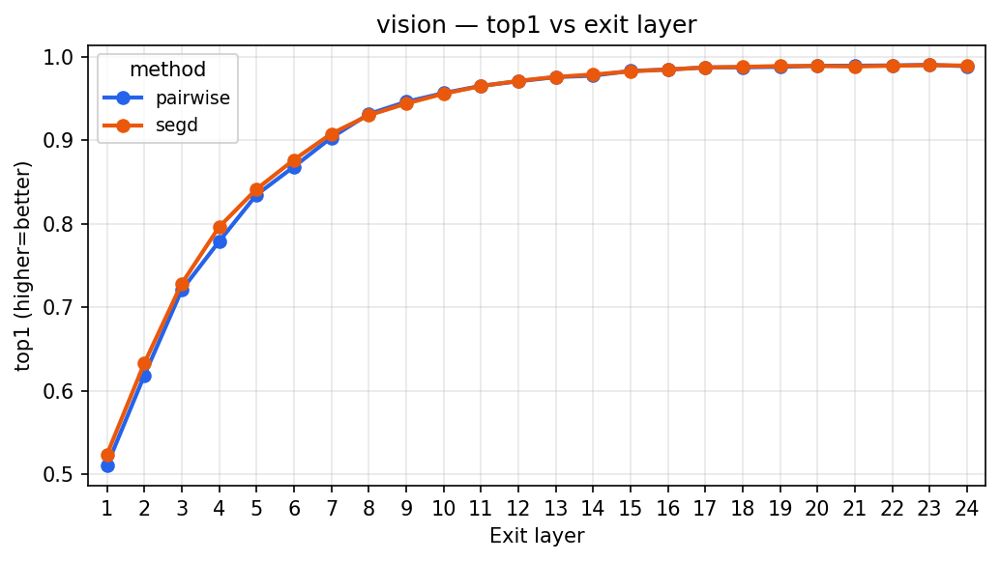 vision — top1 vs exit layer
method
pairwise
segd
top1 (higher=better)
1.0
0.9
0.8
0.7
0.6
0.5
1 2 3 4 5 6 7 8 9 10 11 12 13 14 15 16 17 18 19 20 21 22 23 24
Exit layer